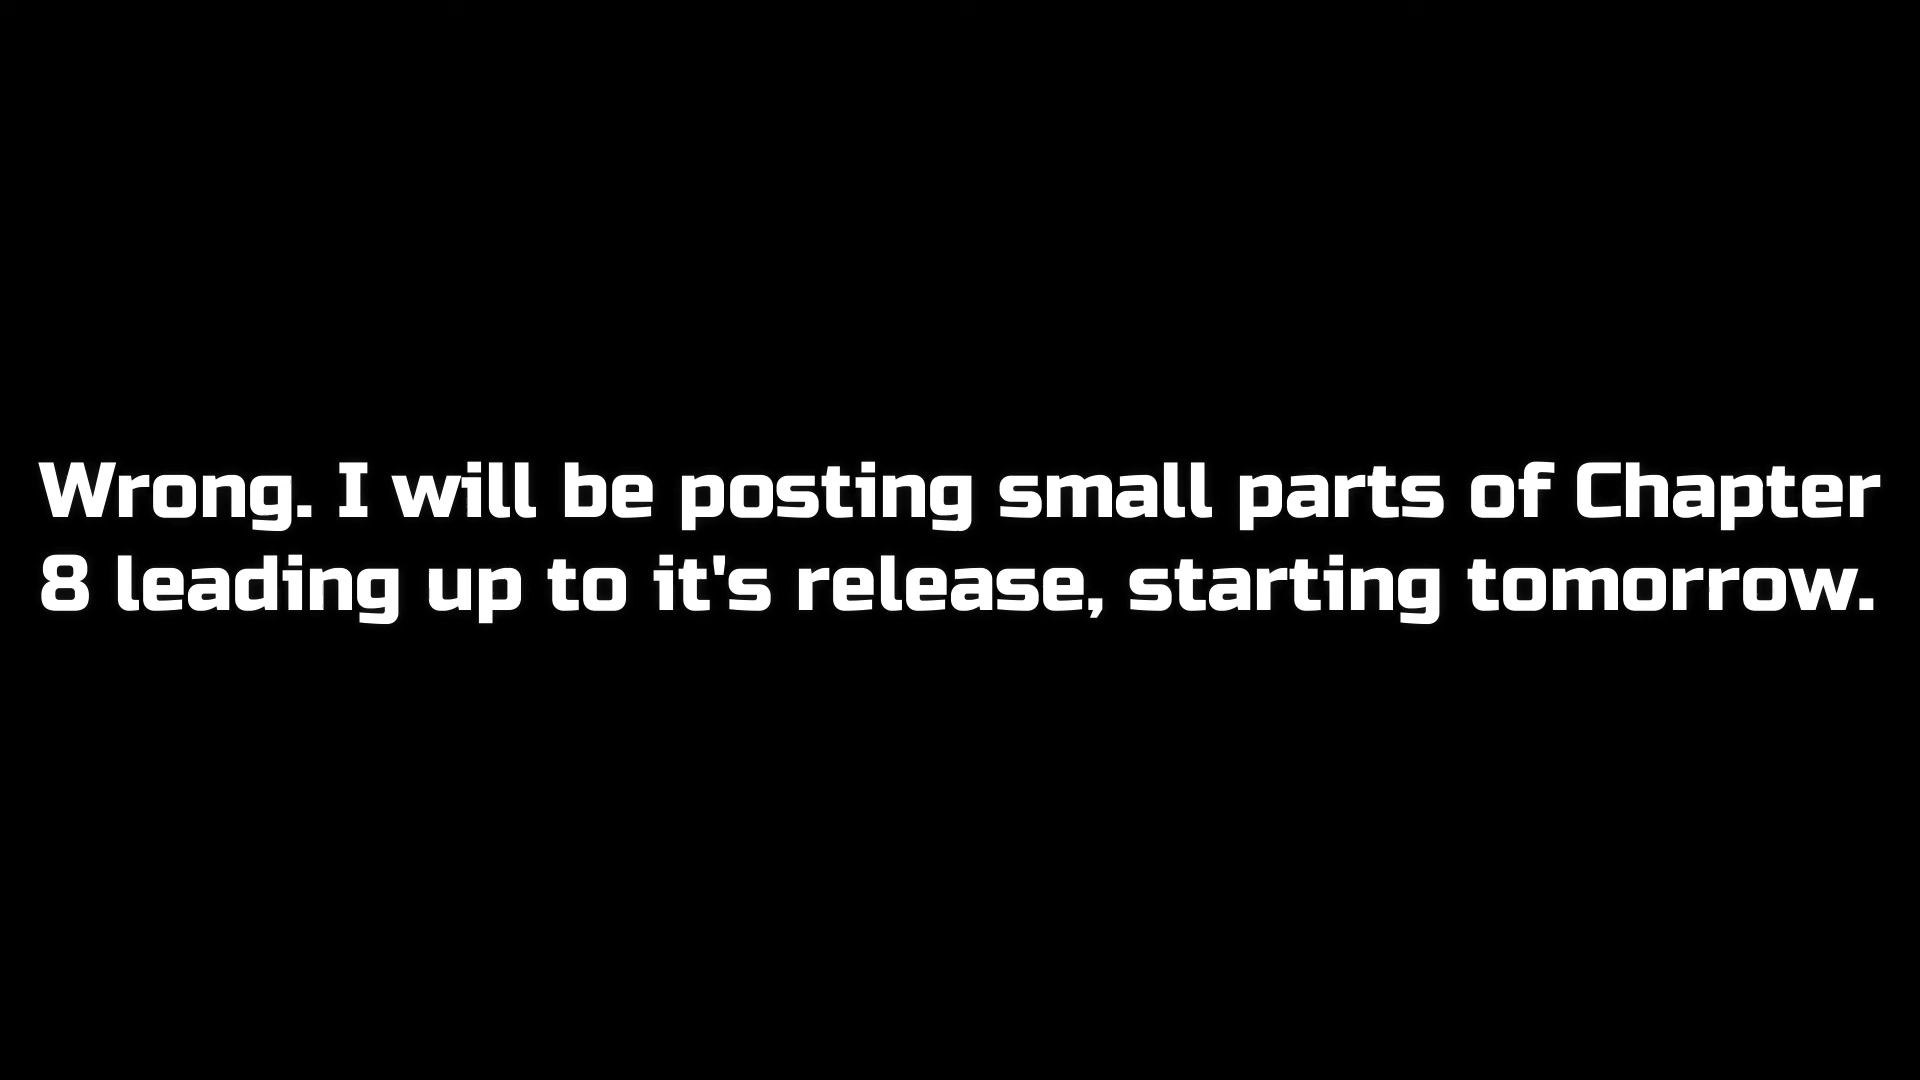 Wrong. I will be posting small parts of Chapter
8 leading up to it's release, starting tomorrow.